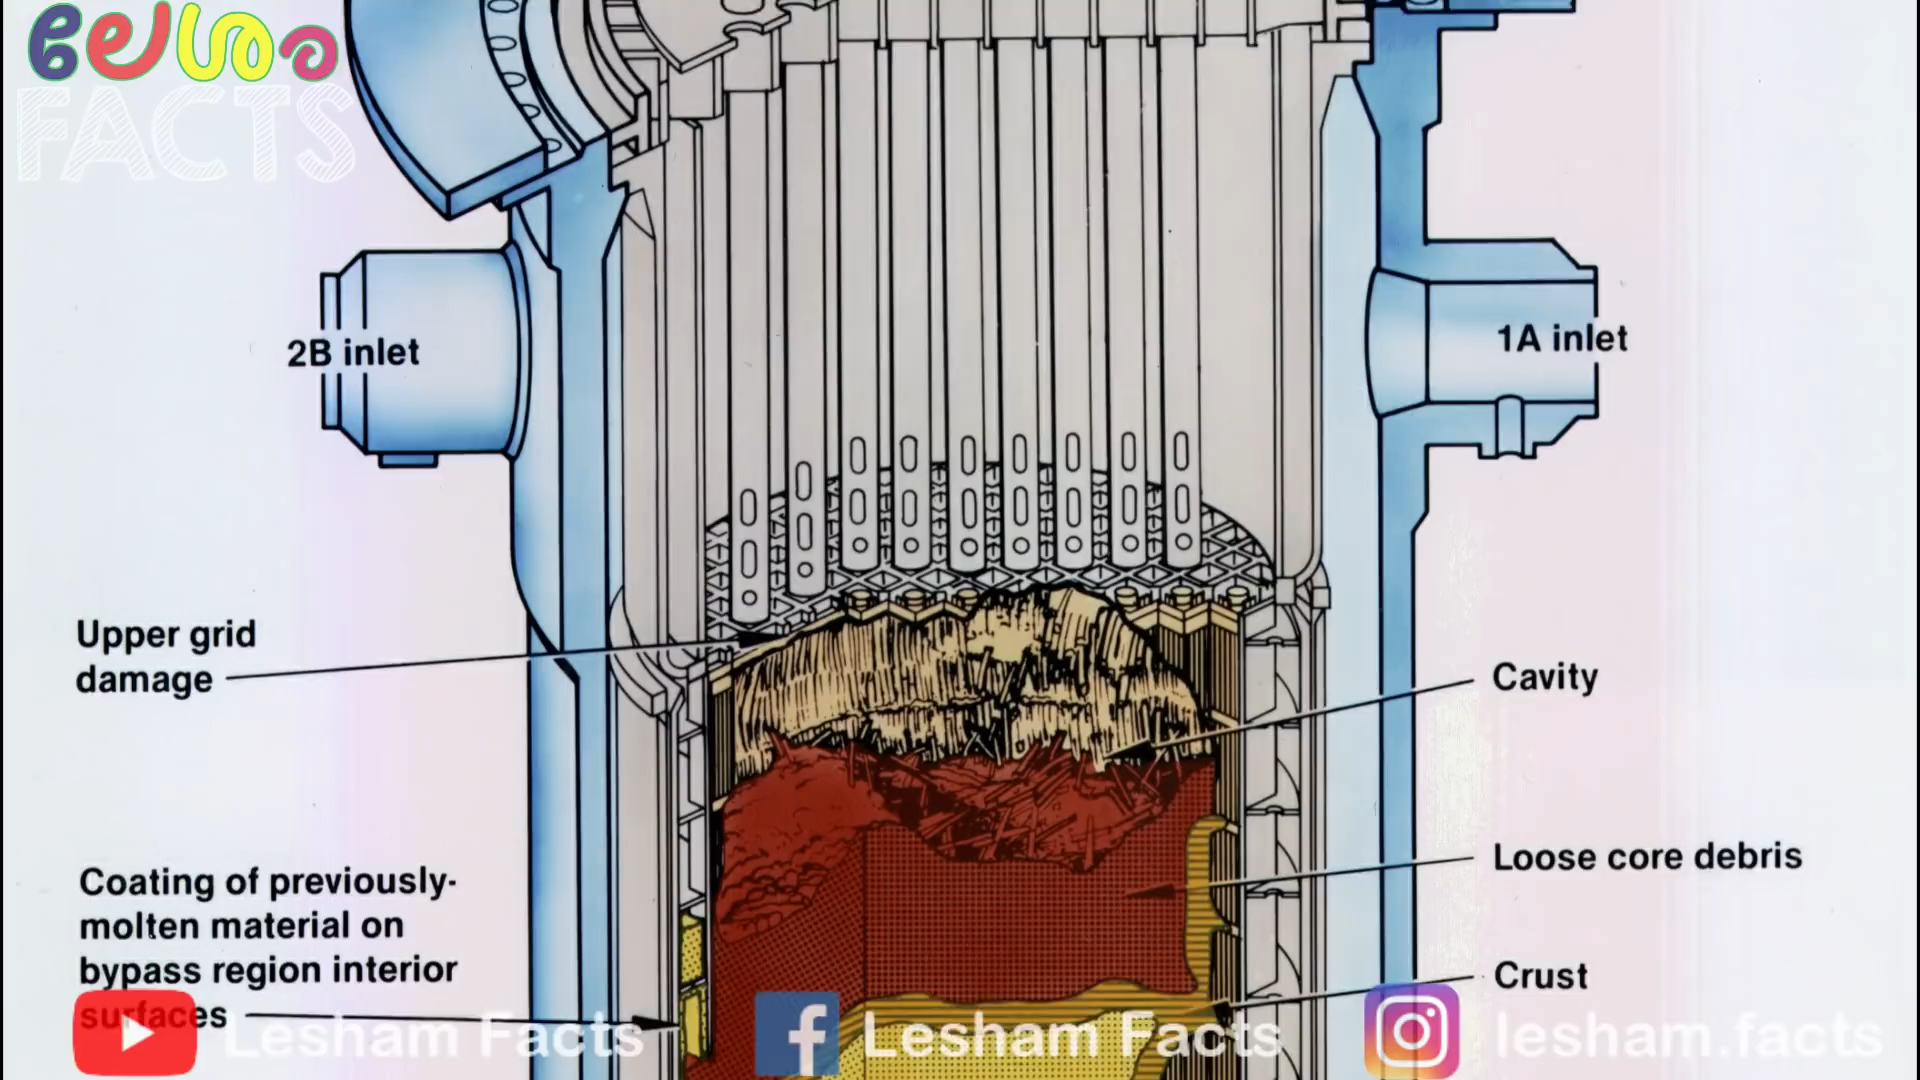 ലേശം
FACTS
2B inlet
1A inlet
Upper grid
damage
Cavity
Coating of previously-
molten material on
bypass region interior
surfaces
Loose core debris
Crust
Lesham Facts
Lesham Facts
lesham.facts